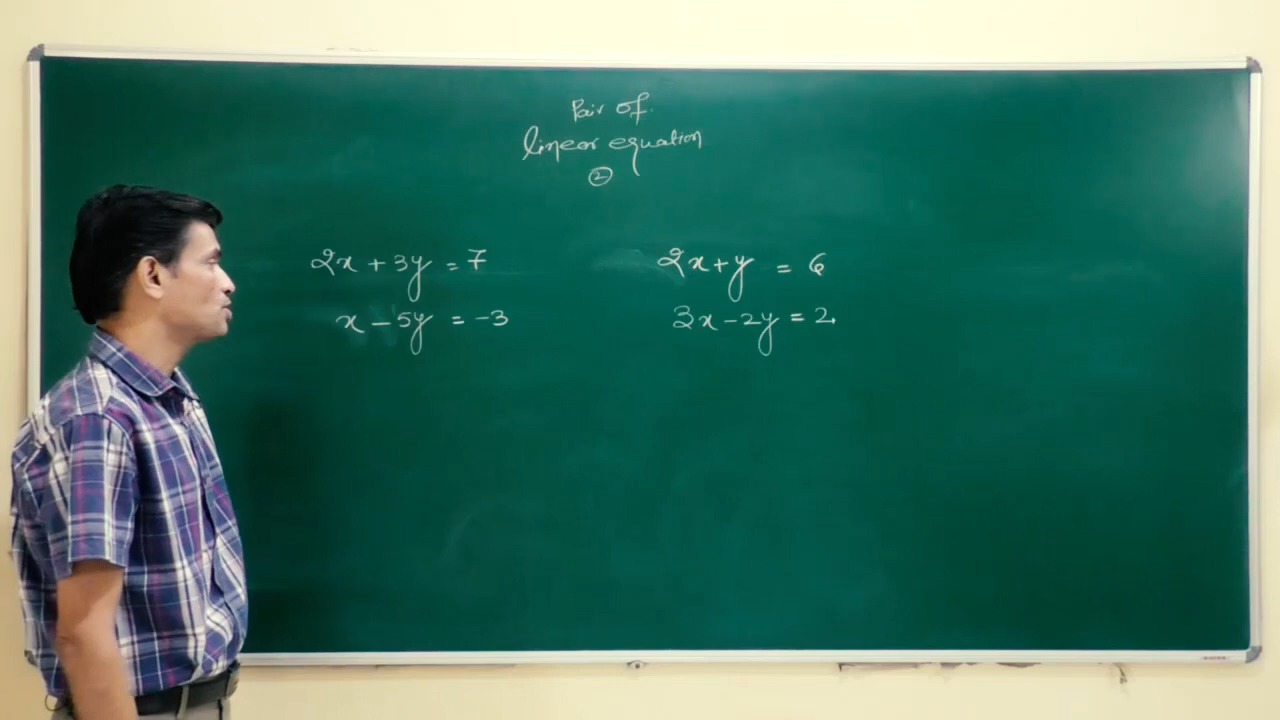 Pair of
linear equation
②
2x + 3y = 7
x - 5y = -3
2x + y = 6
3x - 2y = 2